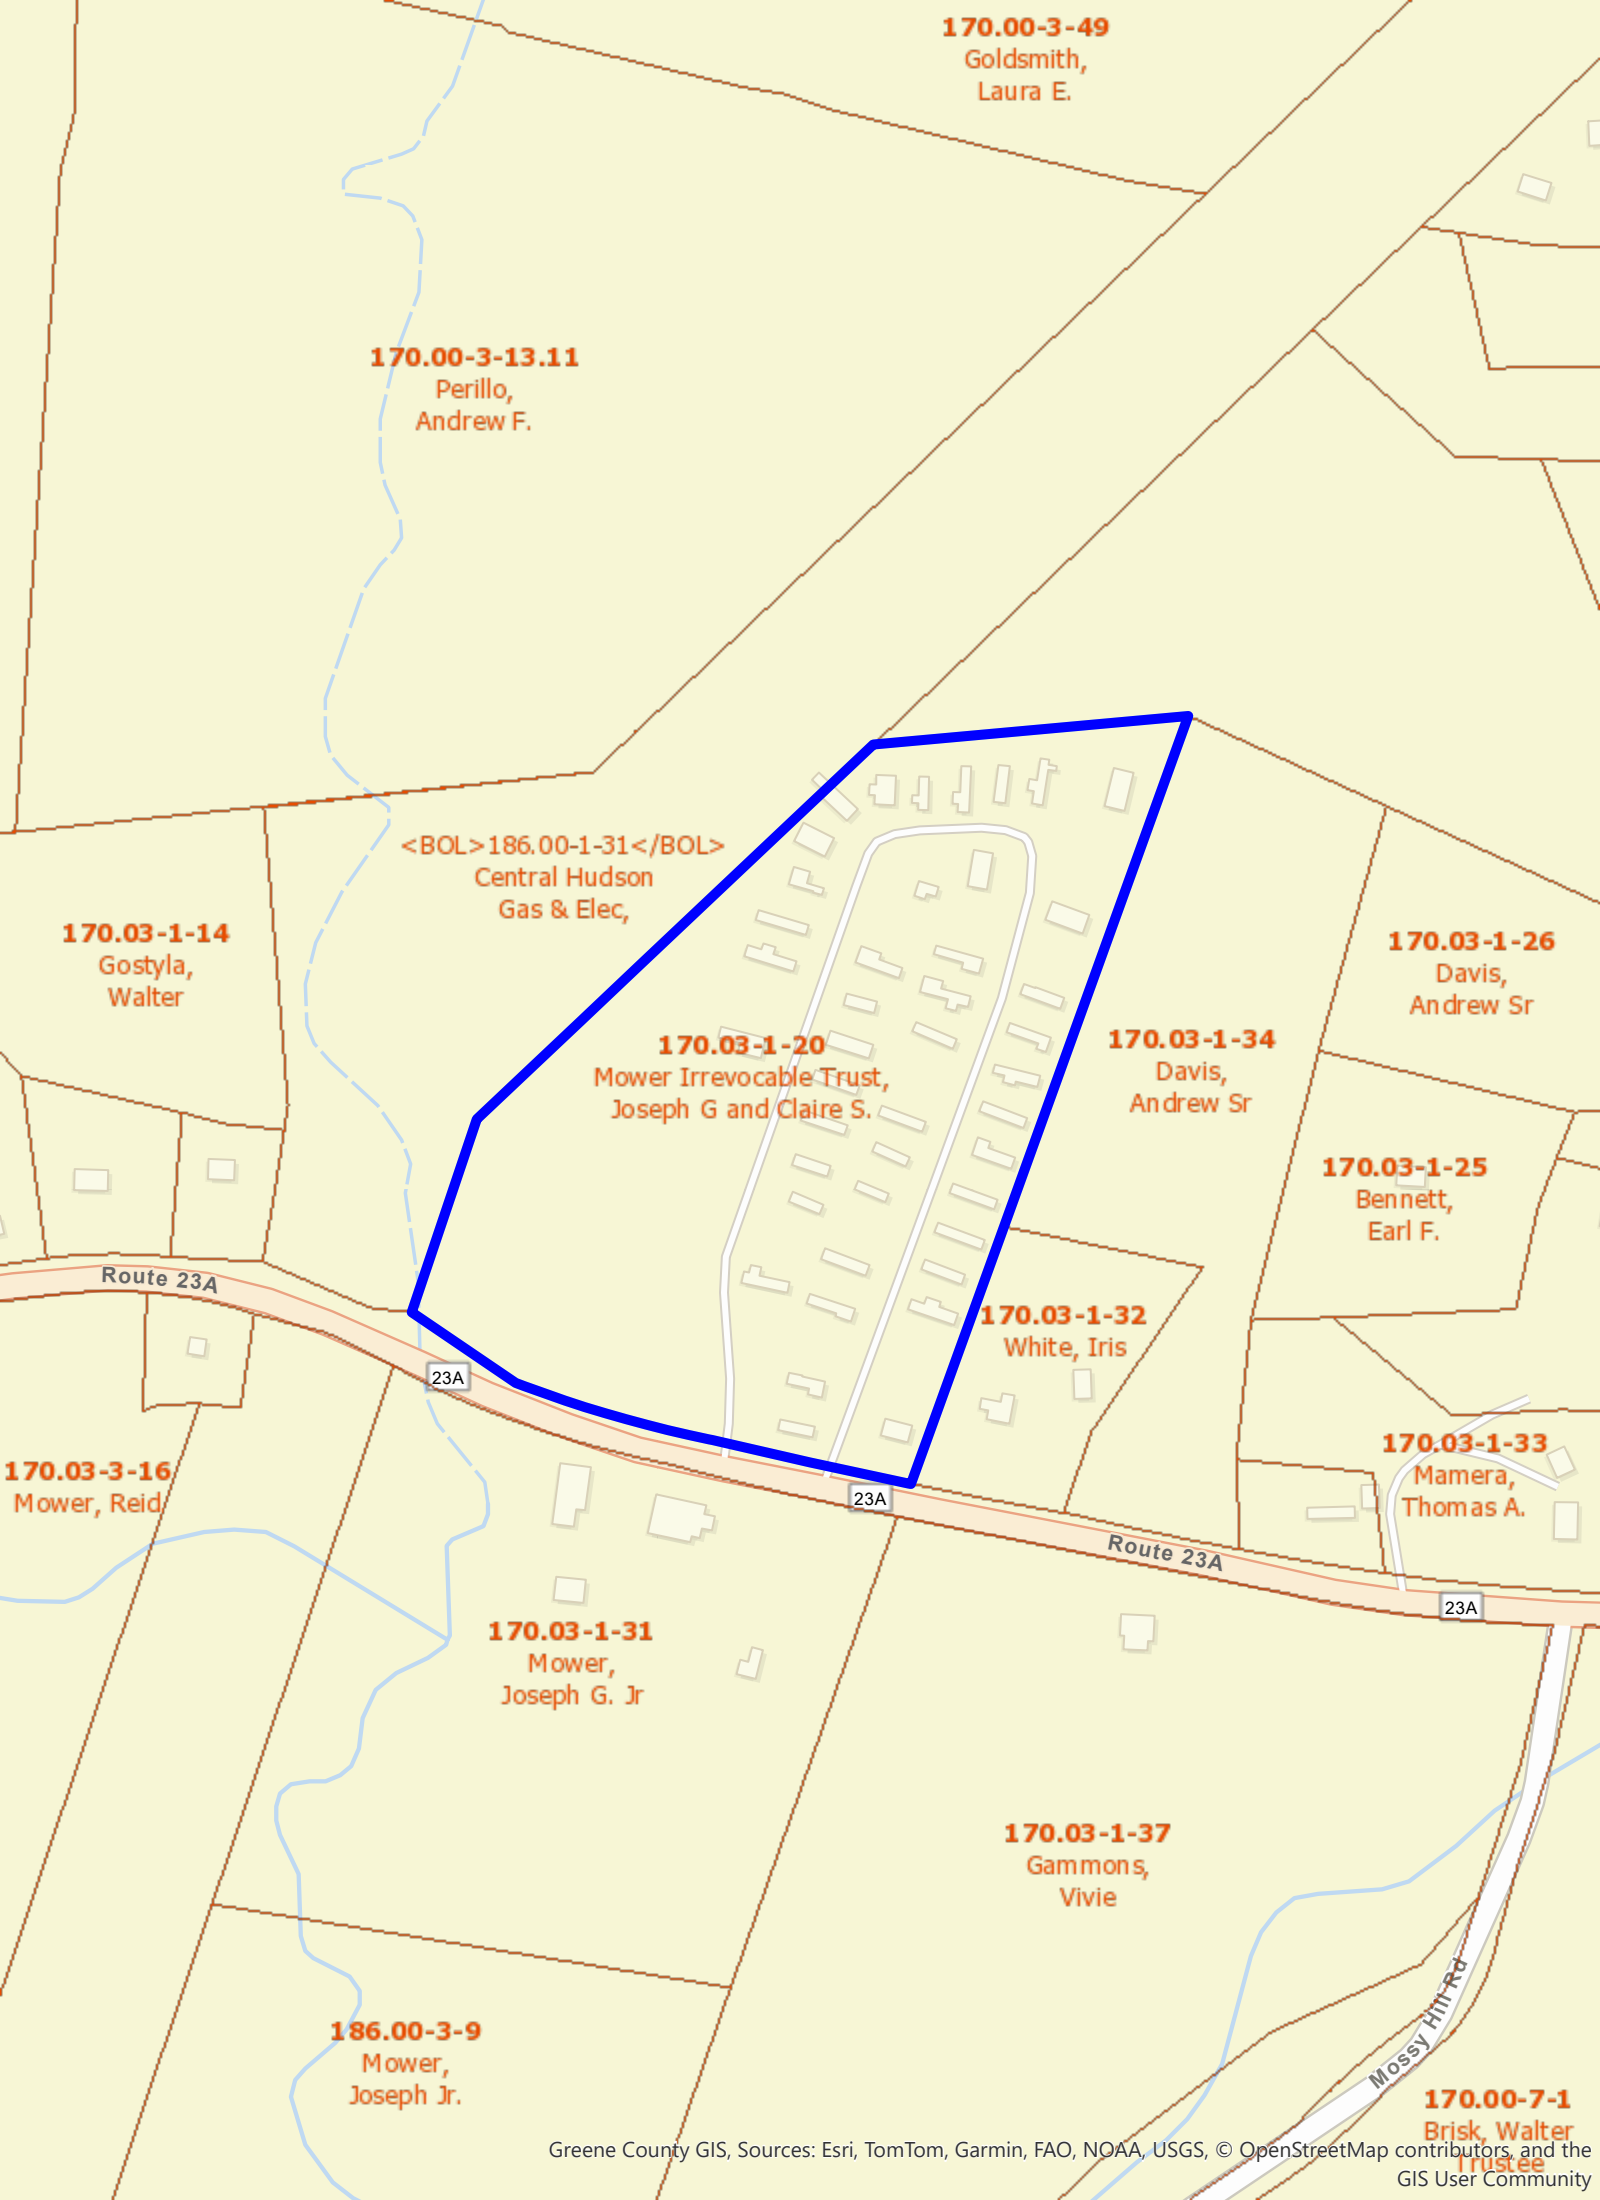 170.00-3-49
Goldsmith,
Laura E.
170.00-3-13.11
Perillo,
Andrew F.
<BOL>186.00-1-31</BOL>
Central Hudson
Gas & Elec,
170.03-1-14
Gostyla,
Walter
170.03-1-26
Davis,
Andrew Sr
170.03-1-20
Mower Irrevocable Trust,
Joseph G and Claire S.
170.03-1-34
Davis,
Andrew Sr
170.03-1-25
Bennett,
Earl F.
Route 23A
170.03-1-32
White, Iris
23A
170.03-3-16
Mower, Reid
170.03-1-33
Mamera,
Thomas A.
23A
Route 23A
23A
170.03-1-31
Mower,
Joseph G. Jr
170.03-1-37
Gammons,
Vivie
Mossy Hill Rd
186.00-3-9
Mower,
Joseph Jr.
170.00-7-1
Brisk, Walter
Trustee
Greene County GIS, Sources: Esri, TomTom, Garmin, FAO, NOAA, USGS, © OpenStreetMap contributors, and the
GIS User Community